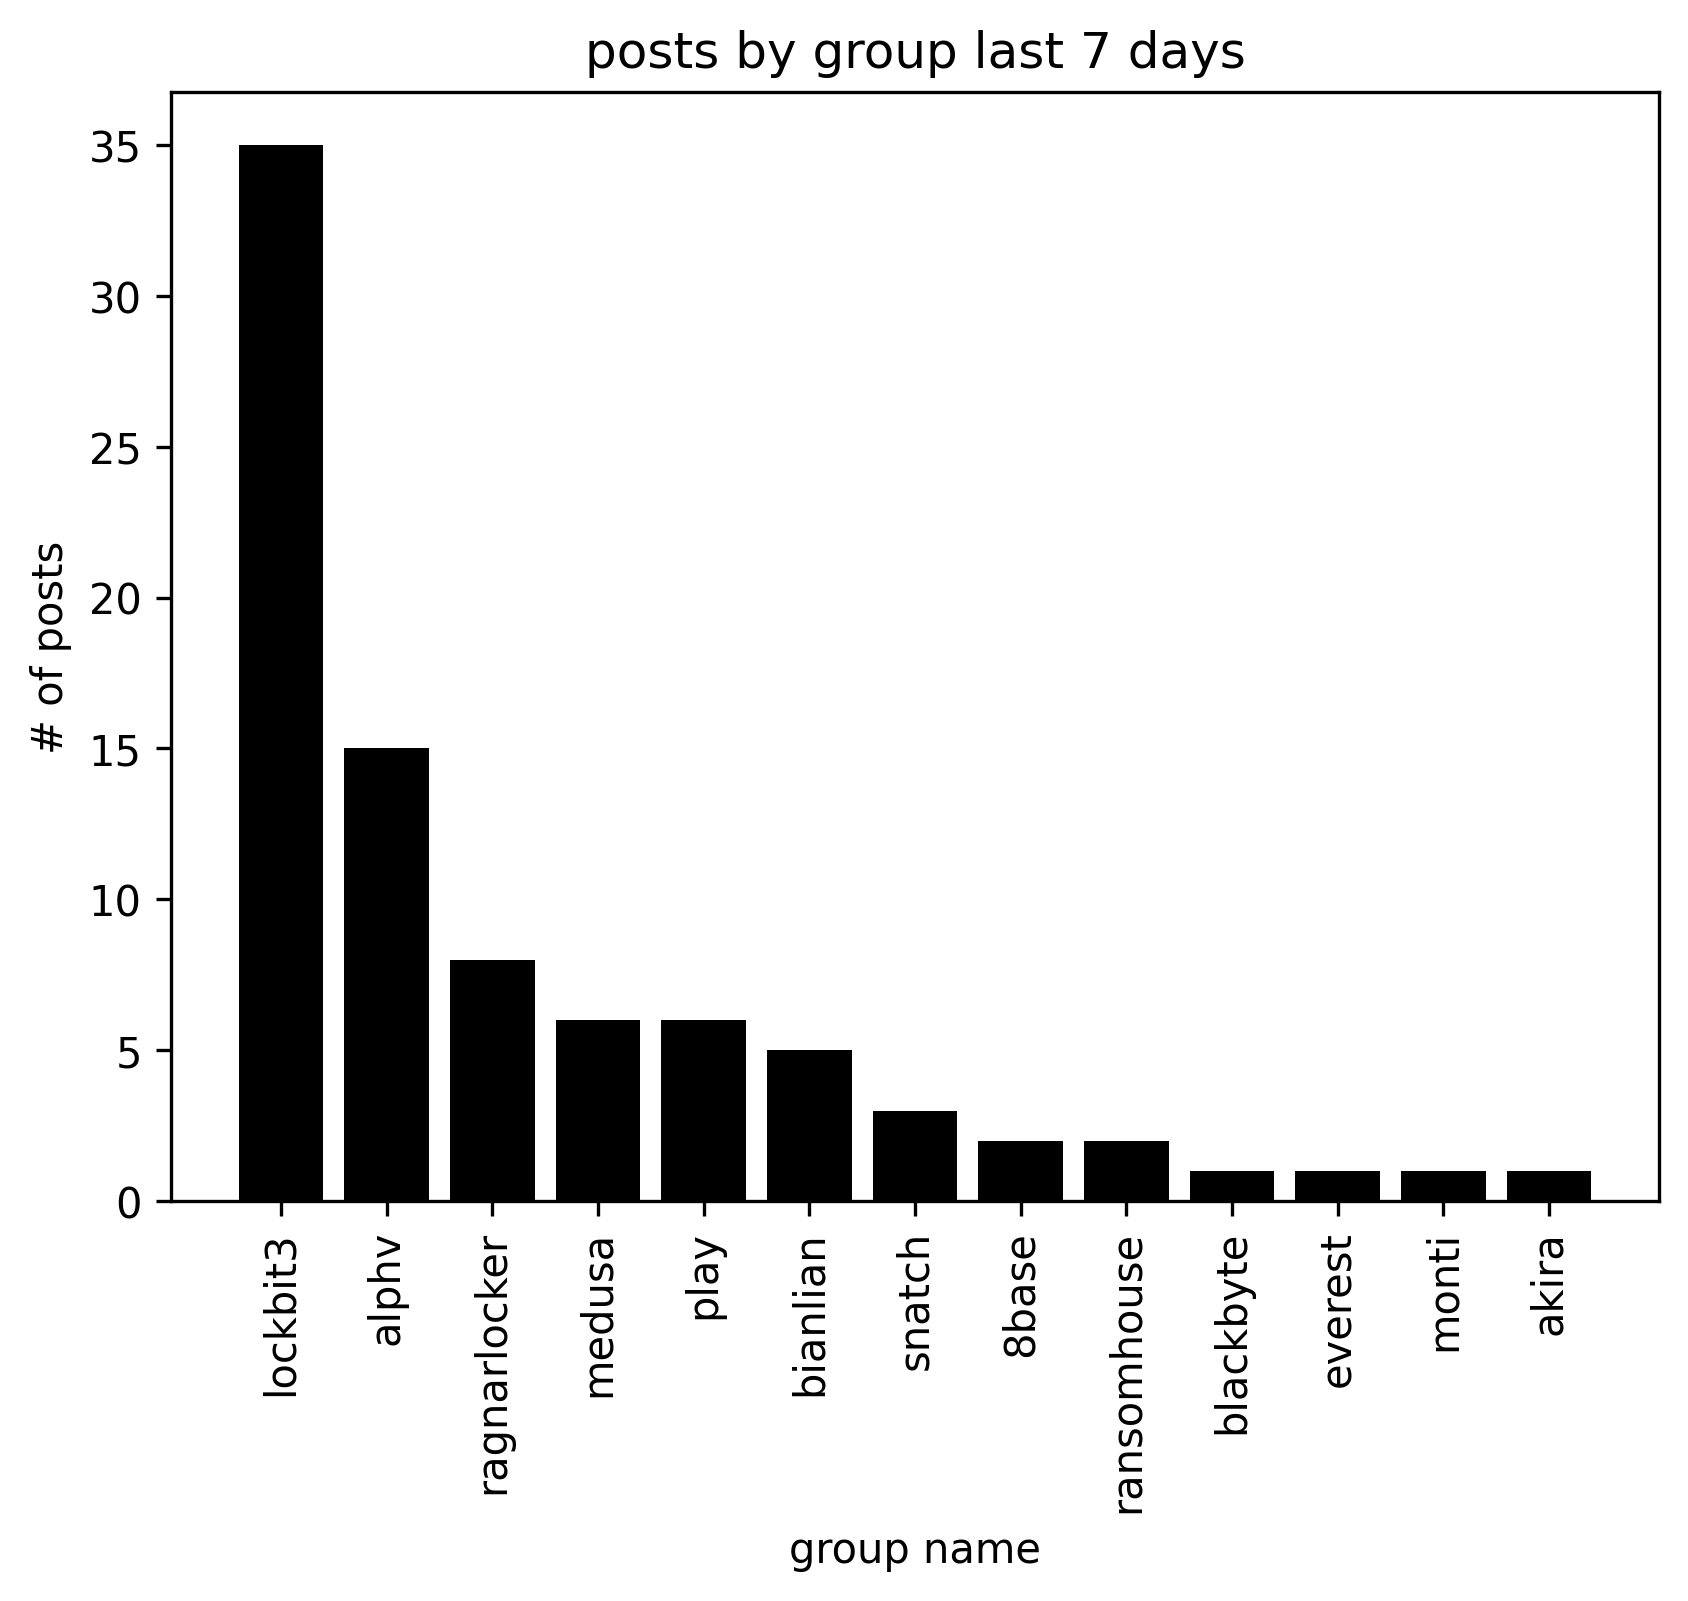 posts by group last 7 days
35
30
25
20
15
10
5
0
# of posts
lockbit3
alphv
ragnarlocker
medusa
play
bianlian
snatch
8base
ransomhouse
blackbyte
everest
monti
akira
group name